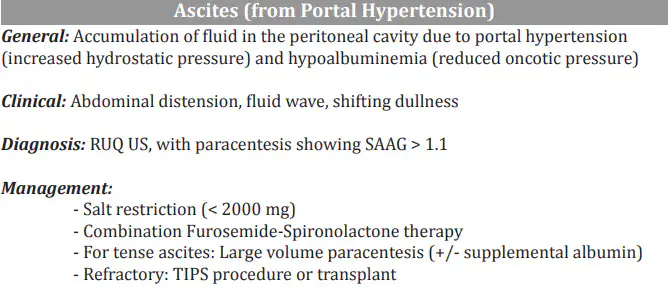 Ascites (from Portal Hypertension)
General: Accumulation of fluid in the peritoneal cavity due to portal hypertension
(increased hydrostatic pressure) and hypoalbuminemia (reduced oncotic pressure)
Clinical: Abdominal distension, fluid wave, shifting dullness
Diagnosis: RUQ US, with paracentesis showing SAAG > 1.1
Management:
- Salt restriction (< 2000 mg)
- Combination Furosemide-Spironolactone therapy
- For tense ascites: Large volume paracentesis (+/- supplemental albumin)
- Refractory: TIPS procedure or transplant